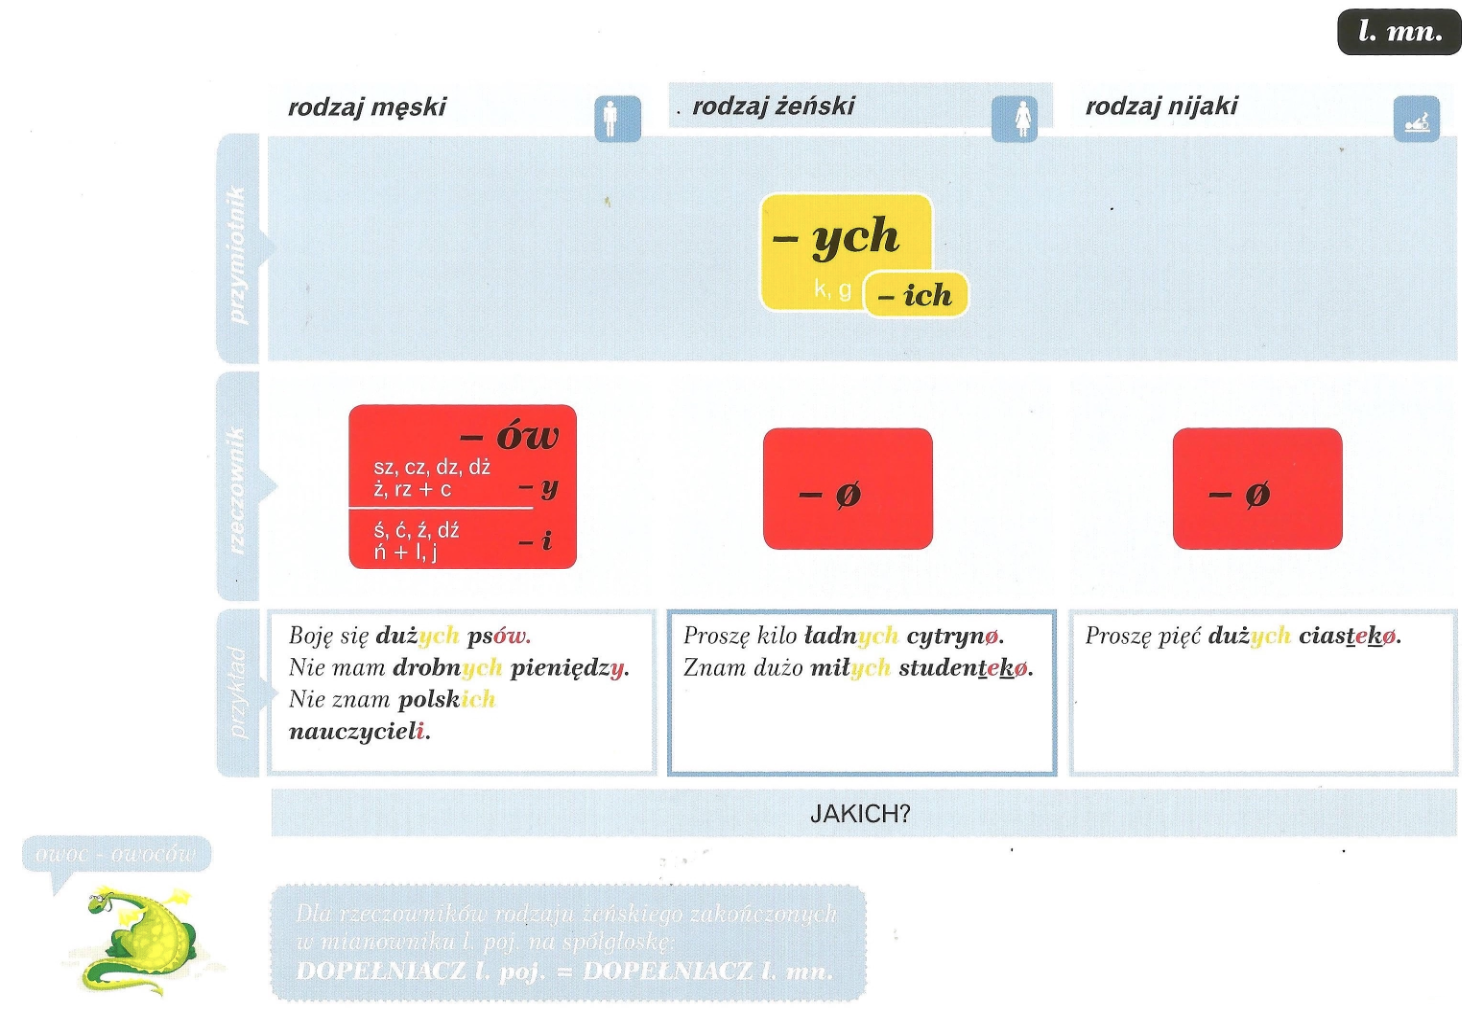 l. mn.
rodzaj męski
rodzaj żeński
rodzaj nijaki
przymiotnik
– ych
k, g
– ich
rzeczownik
– ów
sz, cz, dz, dż
ż, rz + c – y
ś, ć, ź, dź
ń + l, j – i
– ø
– ø
przykład
Boję się dużych psów.
Nie mam drobnych pieniędzy.
Nie znam polskich
nauczycieli.
Proszę kilo ładnych cytrynø.
Znam dużo miłych studentekø.
Proszę pięć dużych ciastekø.
JAKICH?
owoc - owoców
Dla rzeczowników rodzaju żeńskiego zakończonych
w mianowniku l. poj. na spółgłoskę:
DOPEŁNIACZ l. poj. = DOPEŁNIACZ l. mn.